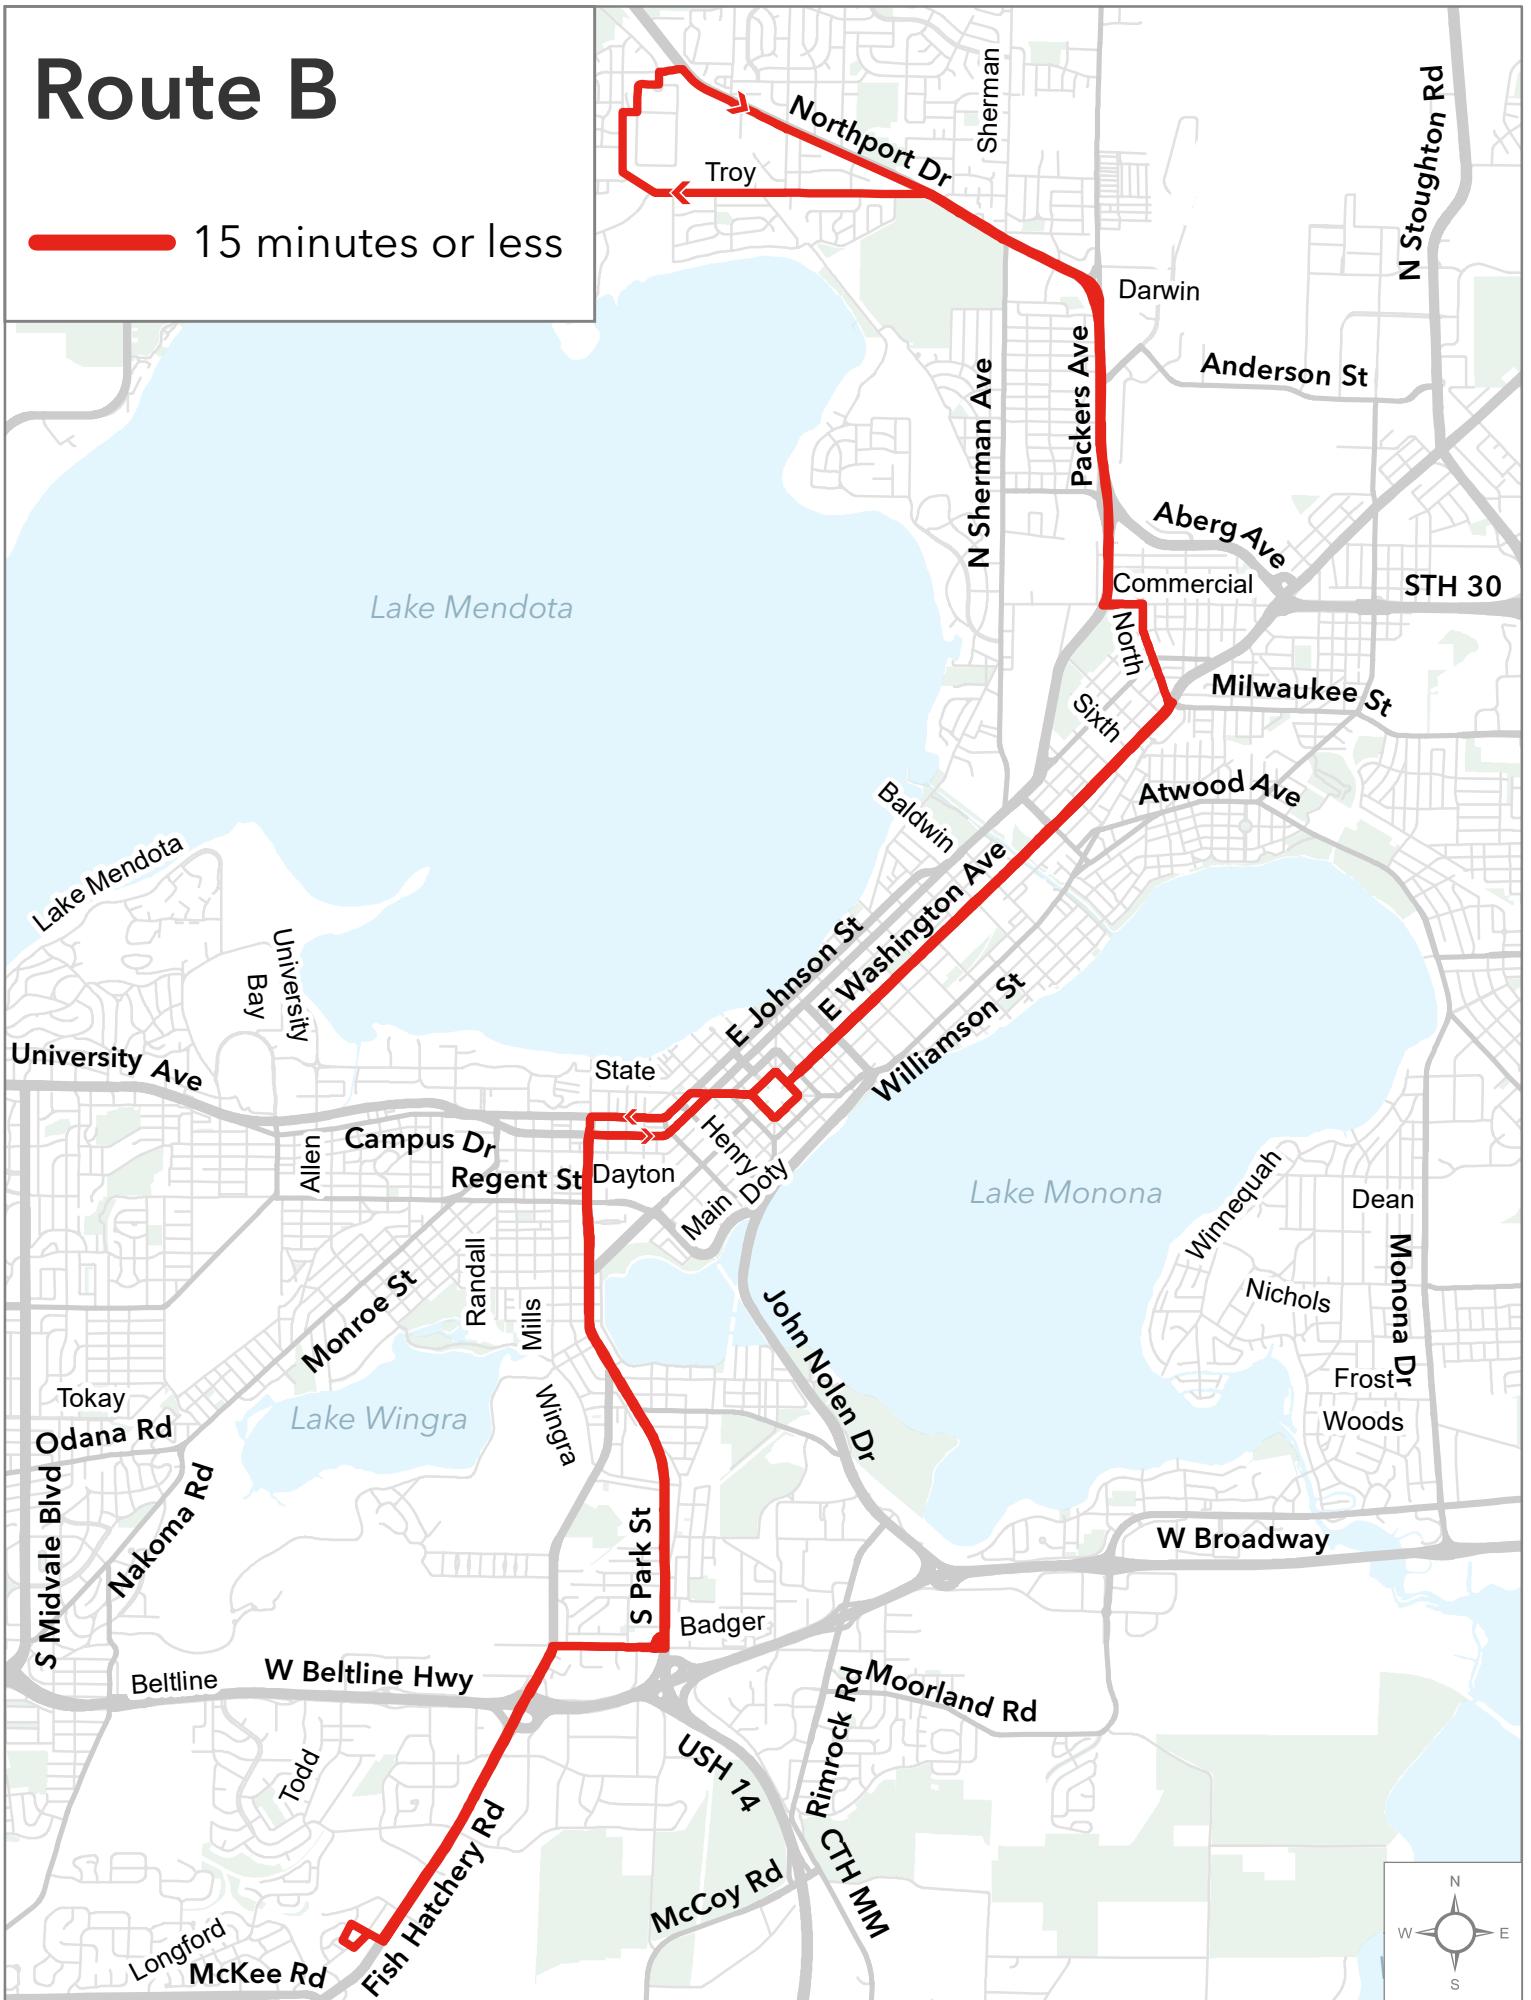 Route B
15 minutes or less
Sherman
Northport Dr
N Stoughton Rd
Troy
Darwin
Packers Ave
N Sherman Ave
Anderson St
Aberg Ave
Commercial
STH 30
North
Lake Mendota
Milwaukee St
Sixth
Atwood Ave
Baldwin
Lake Mendota
E Johnson St
E Washington Ave
University Bay
University
Williamson St
University Ave
State
Campus Dr
Allen
Henry
Regent St
Dayton
Doty
Main
Lake Monona
Winnequah
Dean
Monona Dr
Randall
Mills
Monroe St
Nichols
John Nolen Dr
Frost
Woods
Tokay
Odana Rd
Lake Wingra
Wingra
S Midvale Blvd
Nakoma Rd
S Park St
W Broadway
Badger
Beltline
W Beltline Hwy
Rimrock Rd
Moorland Rd
USH 14
Todd
Fish Hatchery Rd
CTH MM
McCoy Rd
Longford
McKee Rd
N
W
E
S